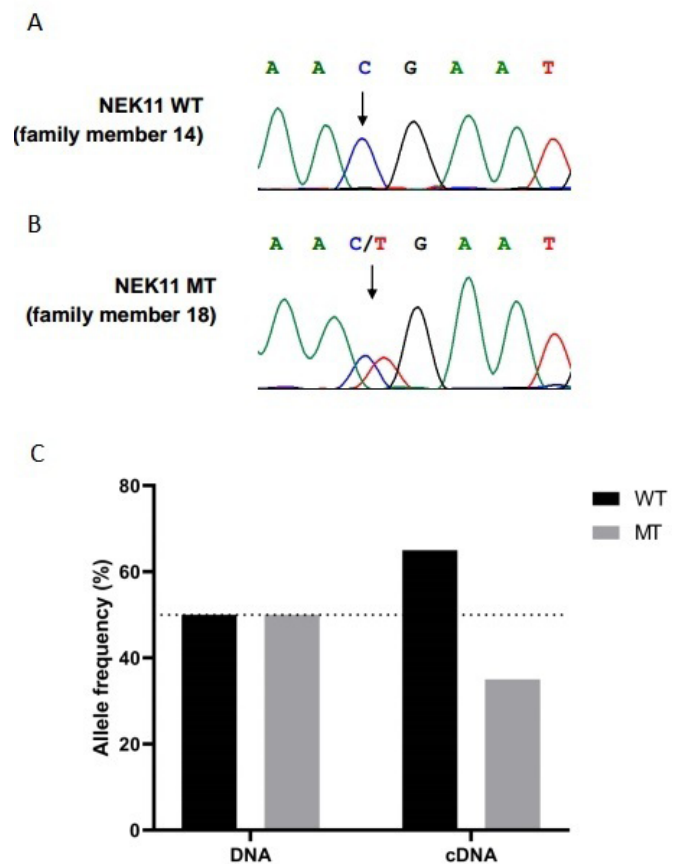 A
A A C G A A T
NEK11 WT
(family member 14)
B
A A C/T G A A T
NEK11 MT
(family member 18)
C
80
60
40
20
0
Allele frequency (%)
WT
MT
DNA
cDNA